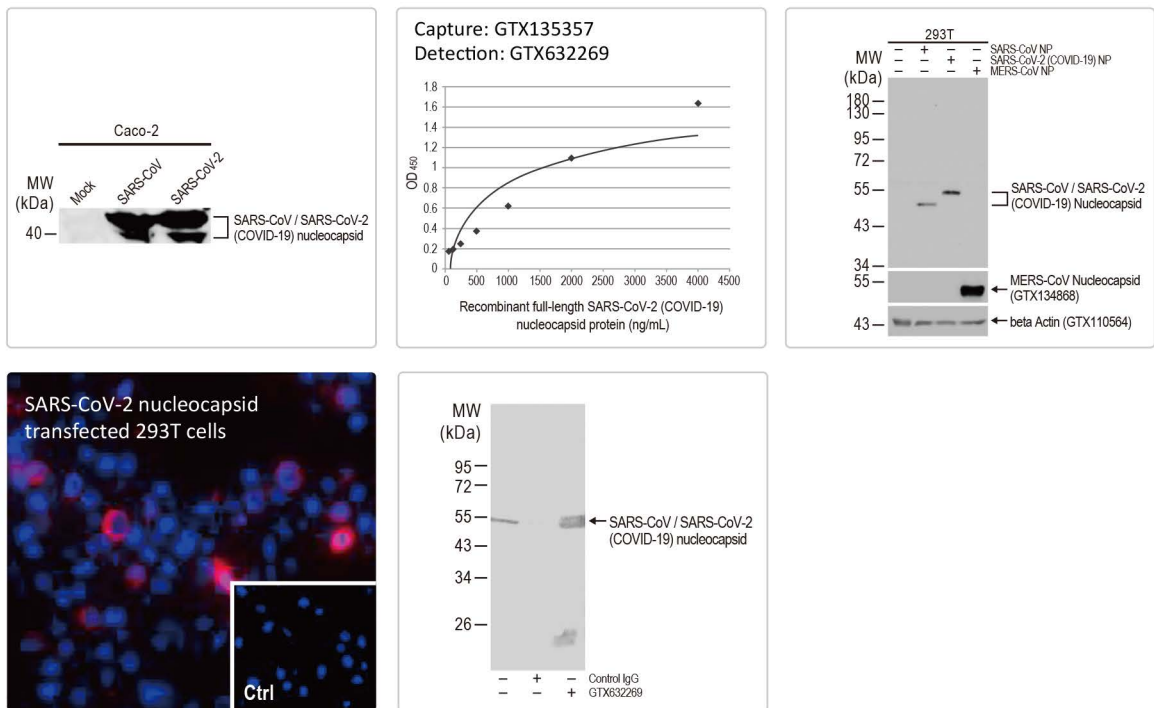 Caco-2
Mock
SARS-CoV
SARS-CoV-2
MW
(kDa)
40
SARS-CoV / SARS-CoV-2
(COVID-19) nucleocapsid
Capture: GTX135357
Detection: GTX632269
1.8
1.6
1.4
1.2
1
0.8
0.6
0.4
0.2
0
OD 450
0 500 1000 1500 2000 2500 3000 3500 4000 4500
Recombinant full-length SARS-CoV-2 (COVID-19)
nucleocapsid protein (ng/mL)
293T
– + – – SARS-CoV NP
– – + – SARS-CoV-2 (COVID-19) NP
– – – + MERS-CoV NP
MW
(kDa)
180
130
95
72
55
43
34
SARS-CoV / SARS-CoV-2
(COVID-19) Nucleocapsid
55
MERS-CoV Nucleocapsid
(GTX134868)
43
beta Actin (GTX110564)
SARS-CoV-2 nucleocapsid
transfected 293T cells
Ctrl
MW
(kDa)
95
72
55
43
34
26
SARS-CoV / SARS-CoV-2
(COVID-19) nucleocapsid
– + – Control IgG
– – + GTX632269